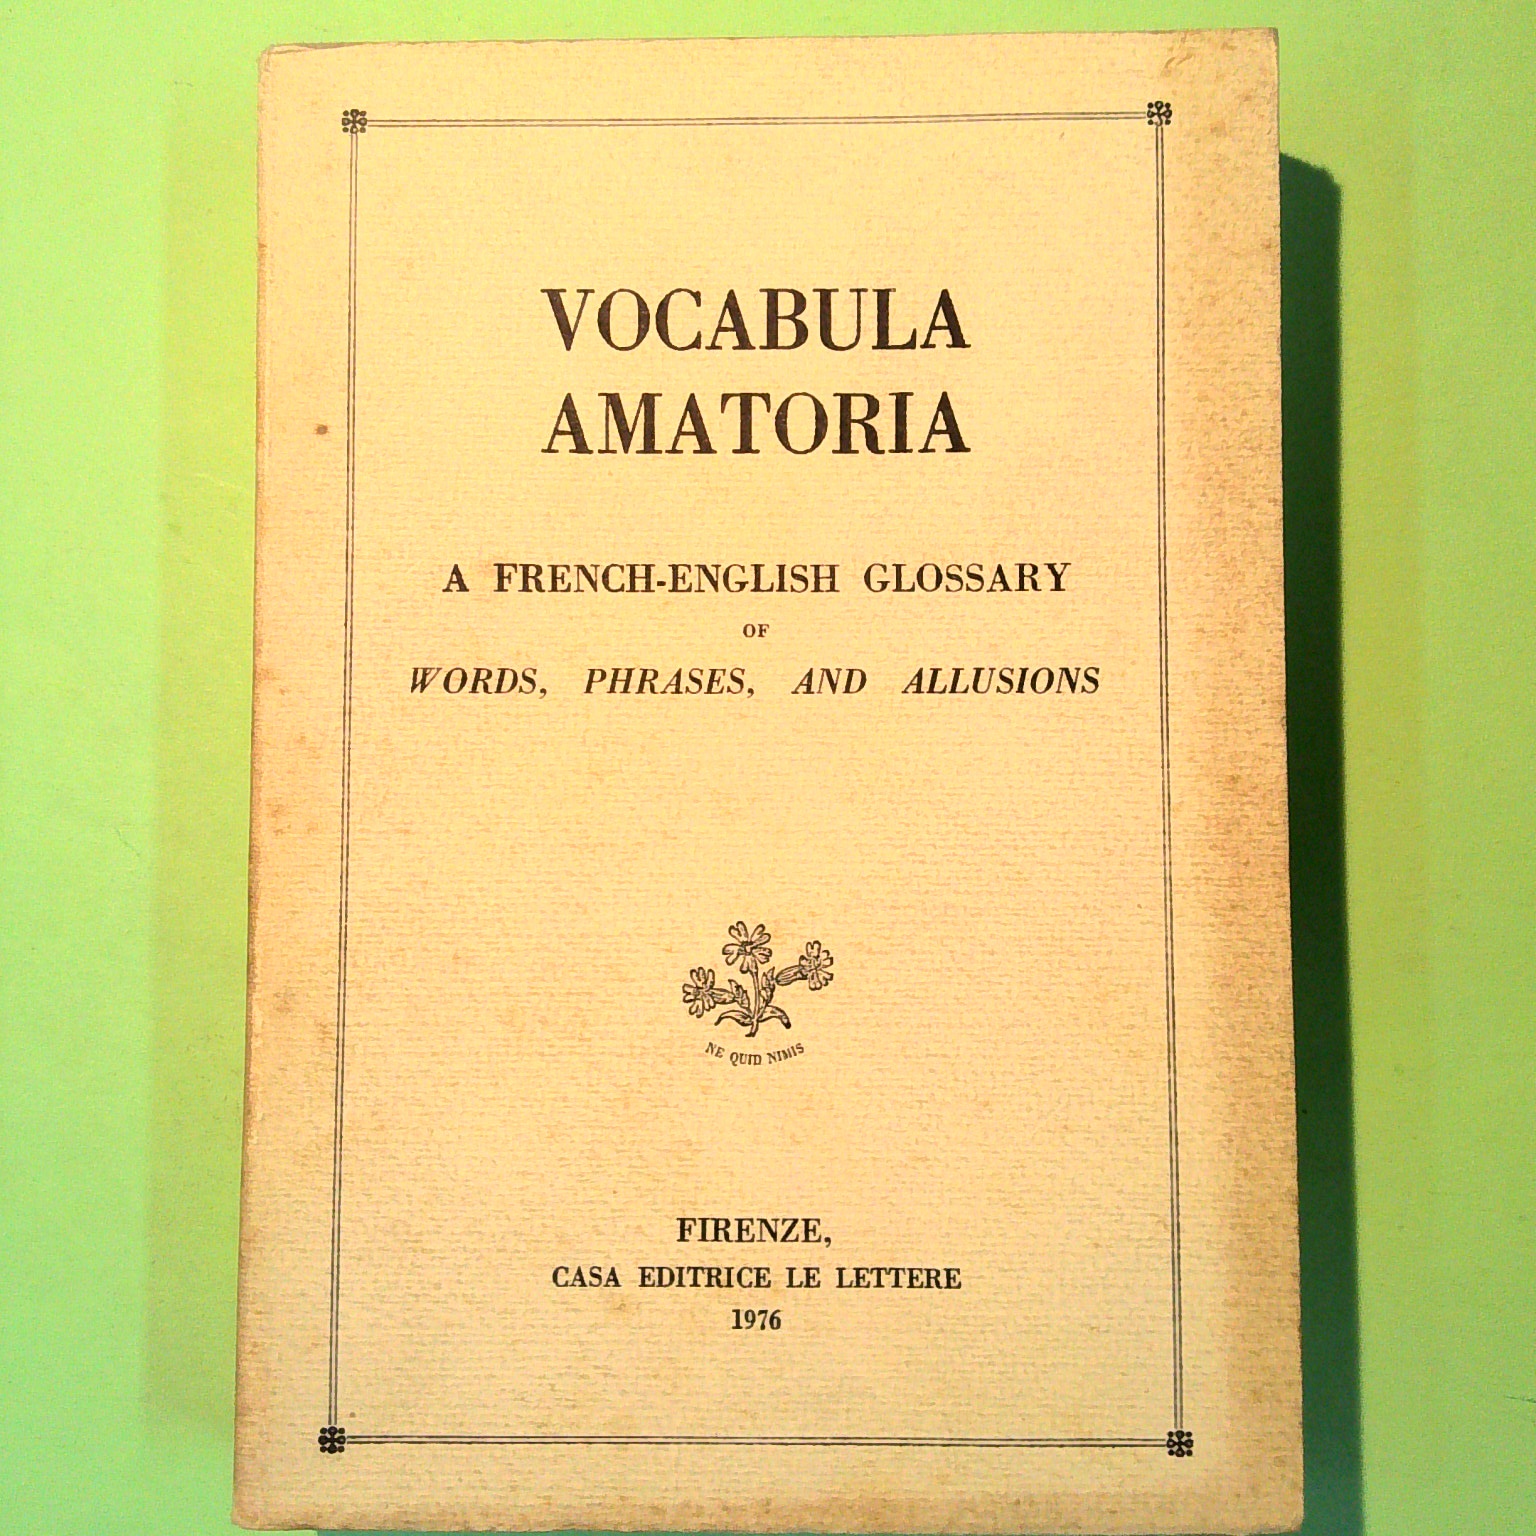 VOCABULA
AMATORIA
A FRENCH-ENGLISH GLOSSARY
OF
WORDS, PHRASES, AND ALLUSIONS
NE QUID NIMIS
FIRENZE,
CASA EDITRICE LE LETTERE
1976